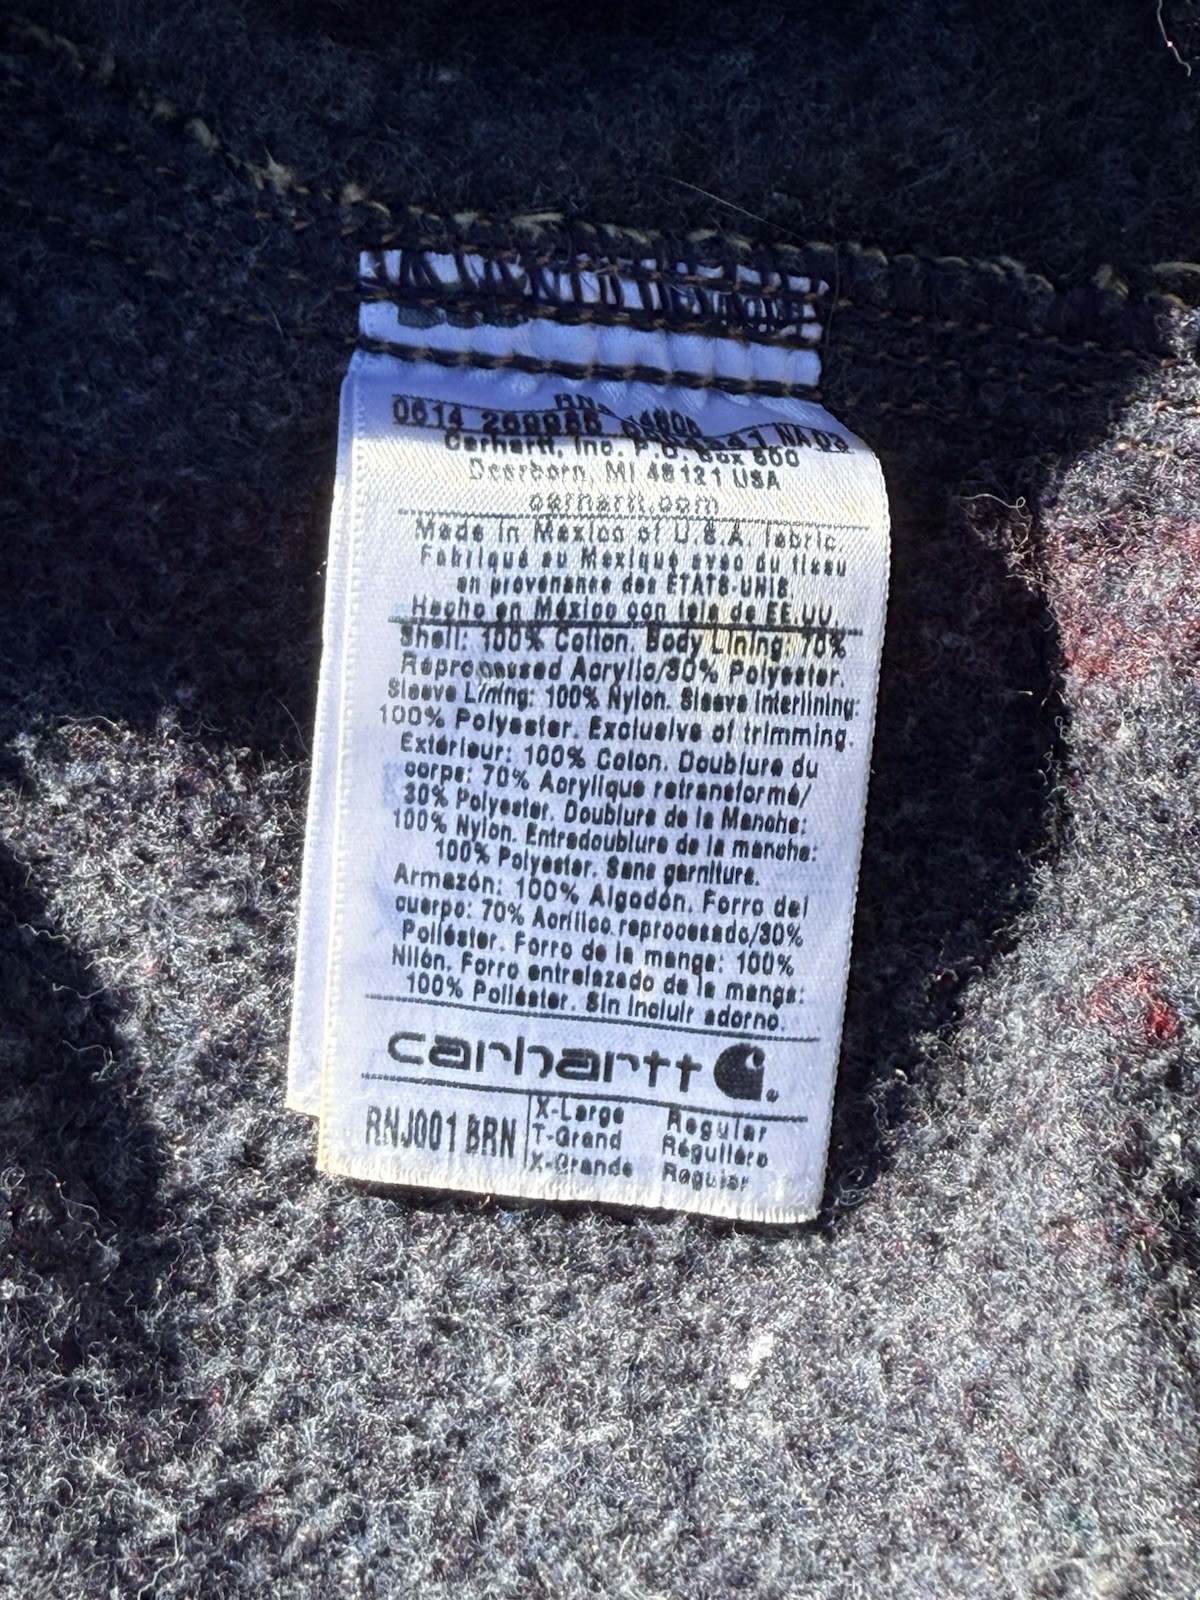 0614
Carhartt, Inc. P.O. Box 600
Dearborn, MI 48121 USA
carhartt.com
Made in Mexico of U.S.A. fabric.
Fabriqué au Mexique avec du tissu
en provenance des ÉTATS-UNIS
Hecho en México con tela de EE.UU.
Shell: 100% Cotton. Body Lining: 70%
Reprocessed Acrylic/30% Polyester.
Sleeve Lining: 100% Nylon. Sleeve Interlining:
100% Polyester. Exclusive of trimming.
Extérieur: 100% Coton. Doublure du
corps: 70% Acrylique retransformé/
30% Polyester. Doublure de la Manche:
100% Nylon. Entredoublure de la manche:
100% Polyester. Sans garniture.
Armazón: 100% Algodón. Forro del
cuerpo: 70% Acrílico reprocesado/30%
Poliéster. Forro de la manga: 100%
Nilón. Forro entrelazado de la manga:
100% Poliéster. Sin incluir adorno.
carhartt
RNJ001 BRN
X-Large Regular
T-Grand Régulière
X-Grande Regular